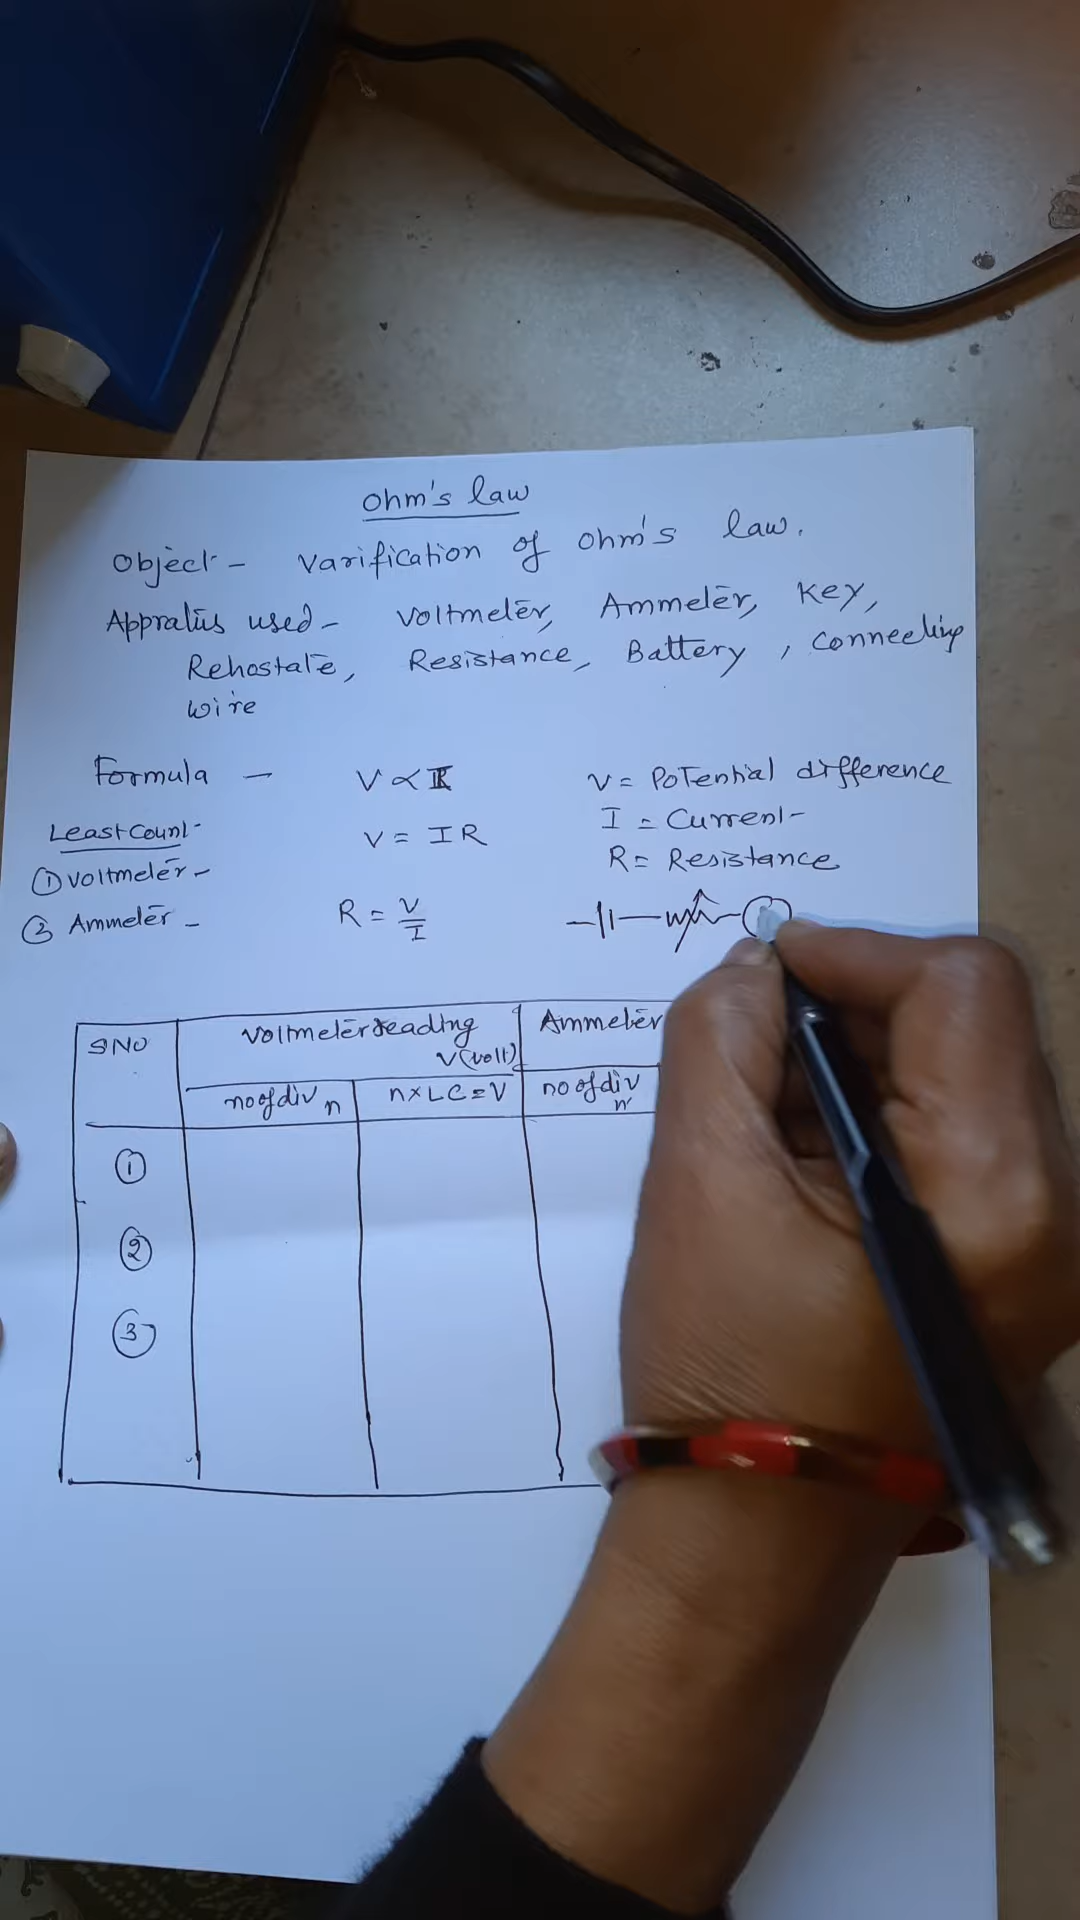 Ohm's law
Object - Varification of Ohm's law.
Appratus used - Voltmeter, Ammeter, Key,
Rehostate, Resistance, Battery, Conneeting
wire
Formula - V ∝ I
V = Potential difference
Least Count -
V = IR
I = Current -
① Voltmeter -
R = Resistance
② Ammeter -
R = V/I
S NO
Voltmeter reading
V (volt)
Ammeter
no of div n
n × LC = V
no of div
n'
①
②
③